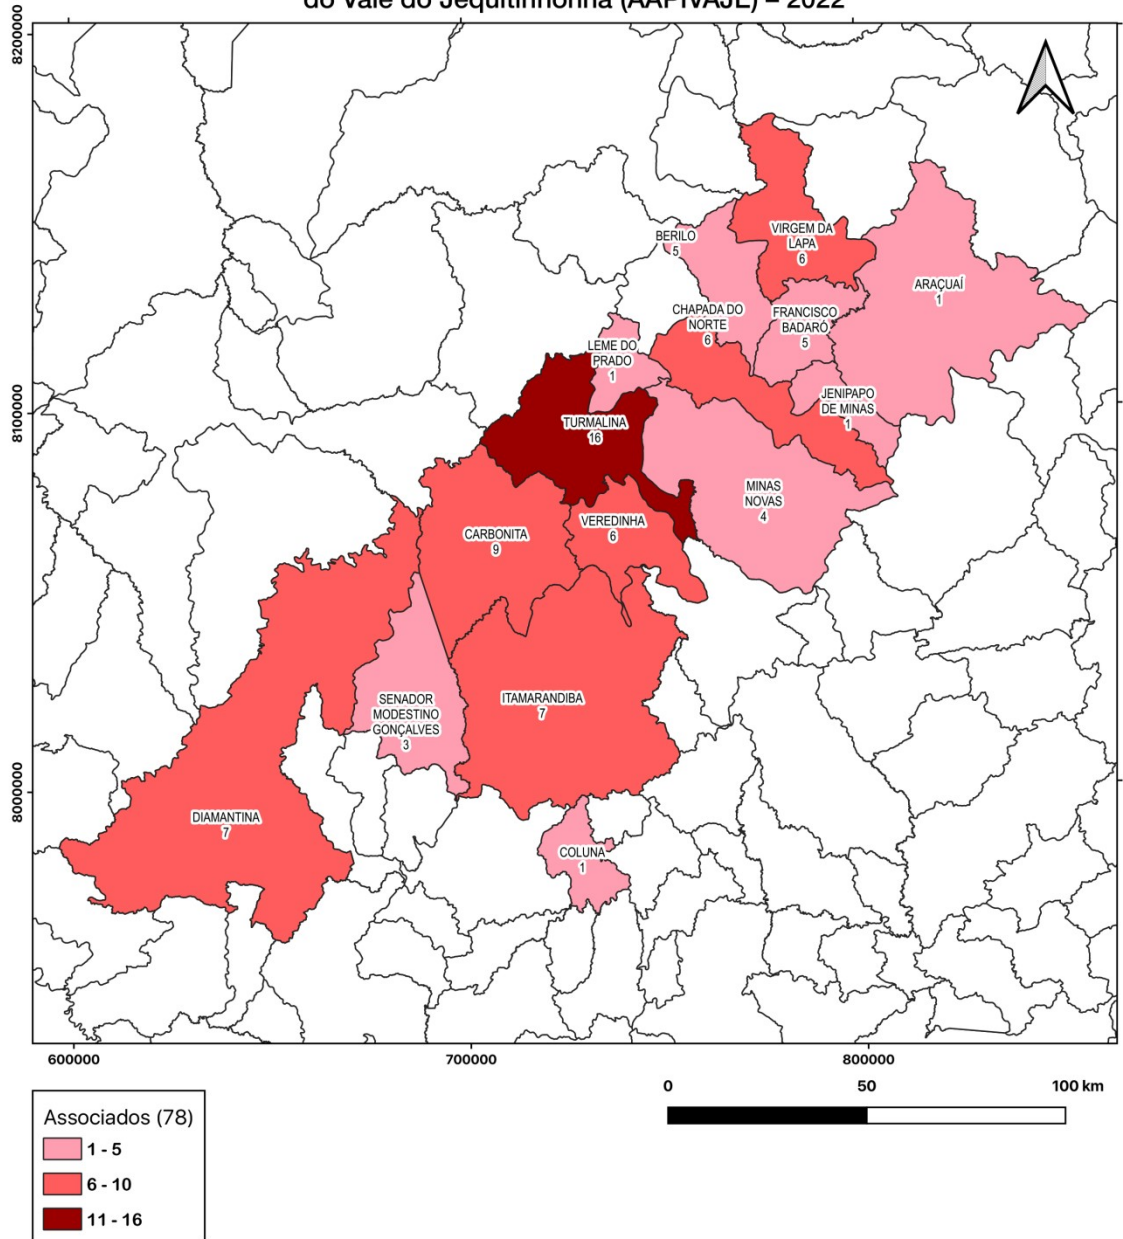 do Vale do Jequitinhonha (AAPIVAJE) – 2022
8200000
8100000
8000000
VIRGEM DA
LAPA
6
BERILO
5
ARAÇUAÍ
1
CHAPADA DO
NORTE
6
FRANCISCO
BADARÓ
5
LEME DO
PRADO
1
JENIPAPO
DE MINAS
1
TURMALINA
16
MINAS
NOVAS
4
VEREDINHA
6
CARBONITA
9
SENADOR
MODESTINO
GONÇALVES
3
ITAMARANDIBA
7
DIAMANTINA
7
COLUNA
1
600000
700000
800000
0 50 100 km
Associados (78)
1 - 5
6 - 10
11 - 16